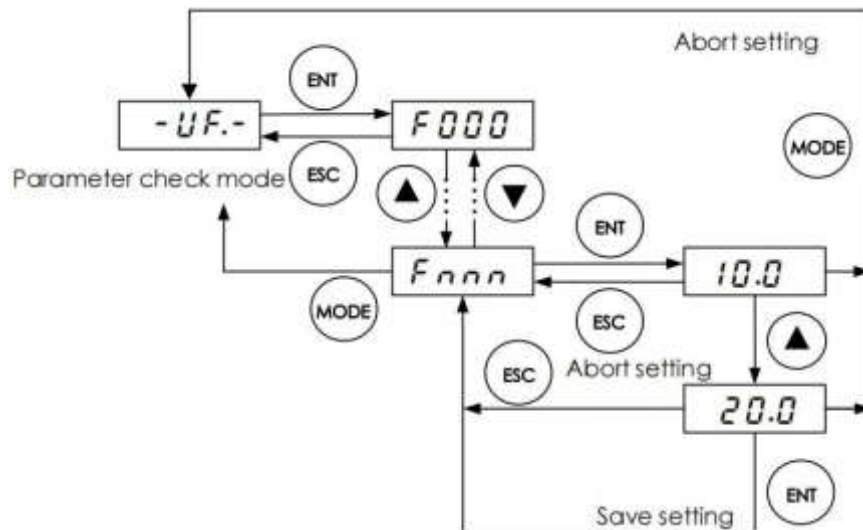 Abort setting
ENT
-UF.-
F000
MODE
Parameter check mode
ESC
ENT
Fnnn
10.0
MODE
ESC
ESC
Abort setting
20.0
ENT
Save setting